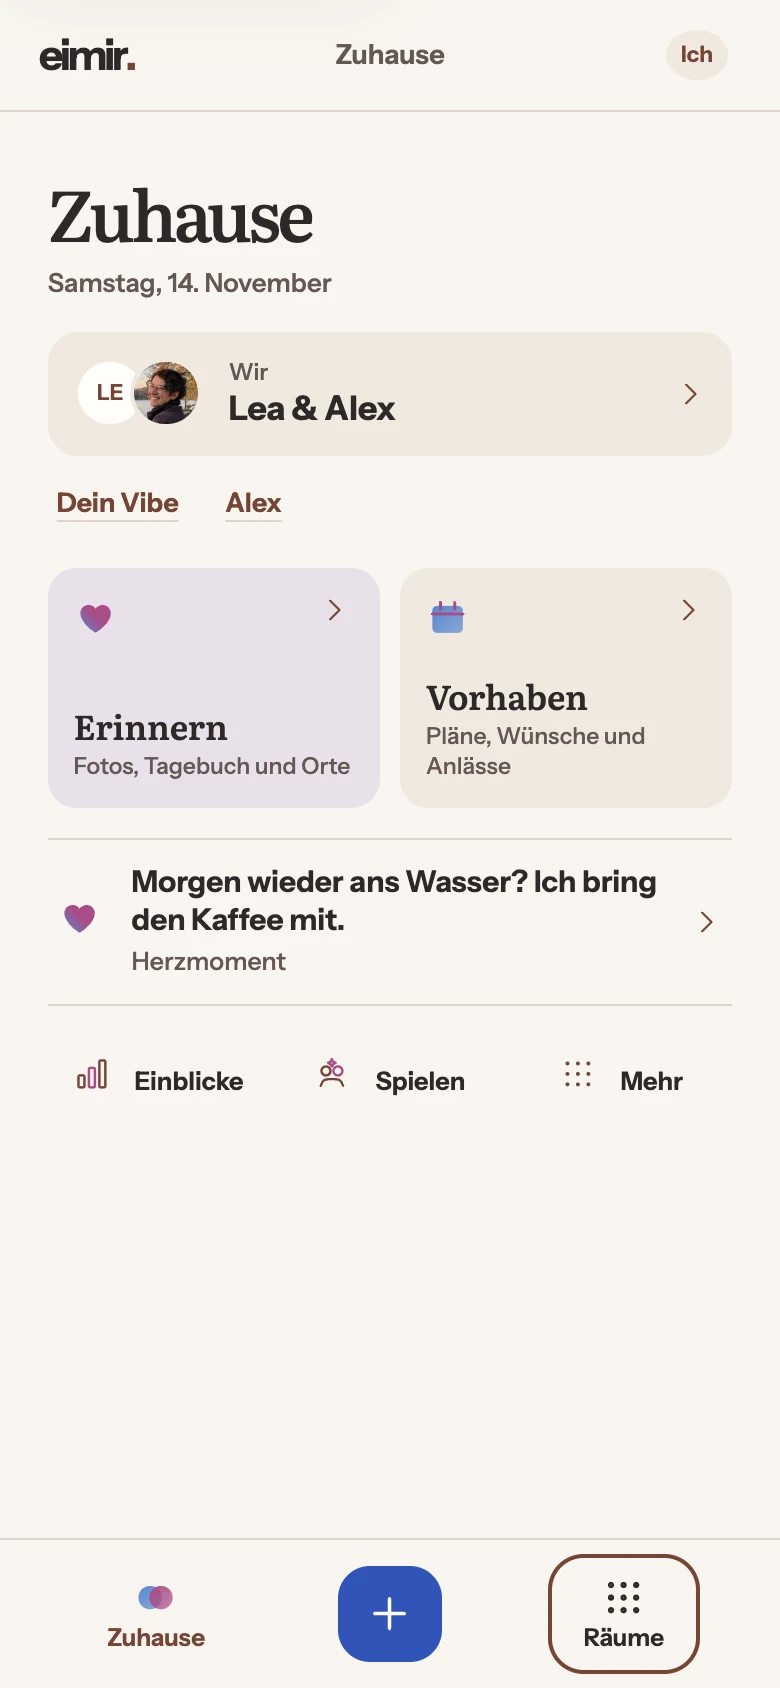 eimir.
Zuhause
Ich
Zuhause
Samstag, 14. November
LE
Wir
Lea & Alex
Dein Vibe
Alex
Erinnern
Fotos, Tagebuch und Orte
Vorhaben
Pläne, Wünsche und
Anlässe
Morgen wieder ans Wasser? Ich bring
den Kaffee mit.
Herzmoment
Einblicke
Spielen
Mehr
Zuhause
Räume